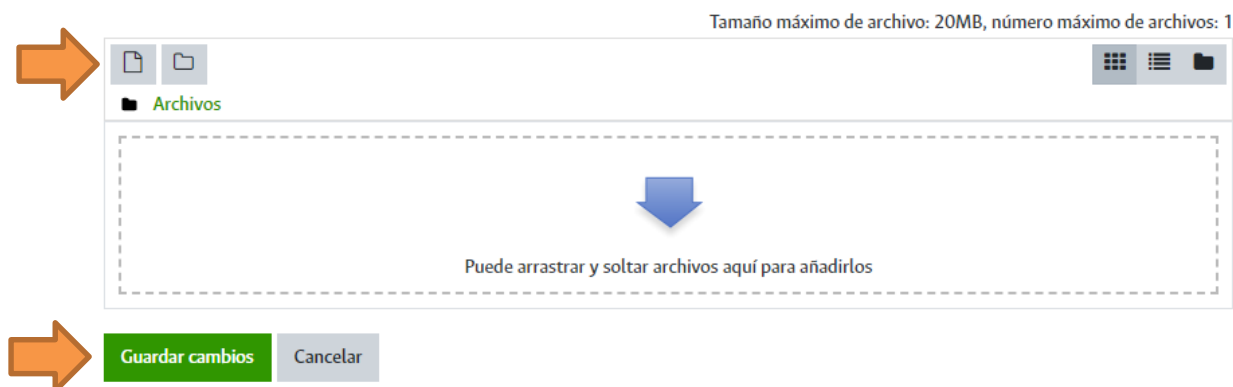 Tamaño máximo de archivo: 20MB, número máximo de archivos: 1
Archivos
Puede arrastrar y soltar archivos aquí para añadirlos
Guardar cambios
Cancelar